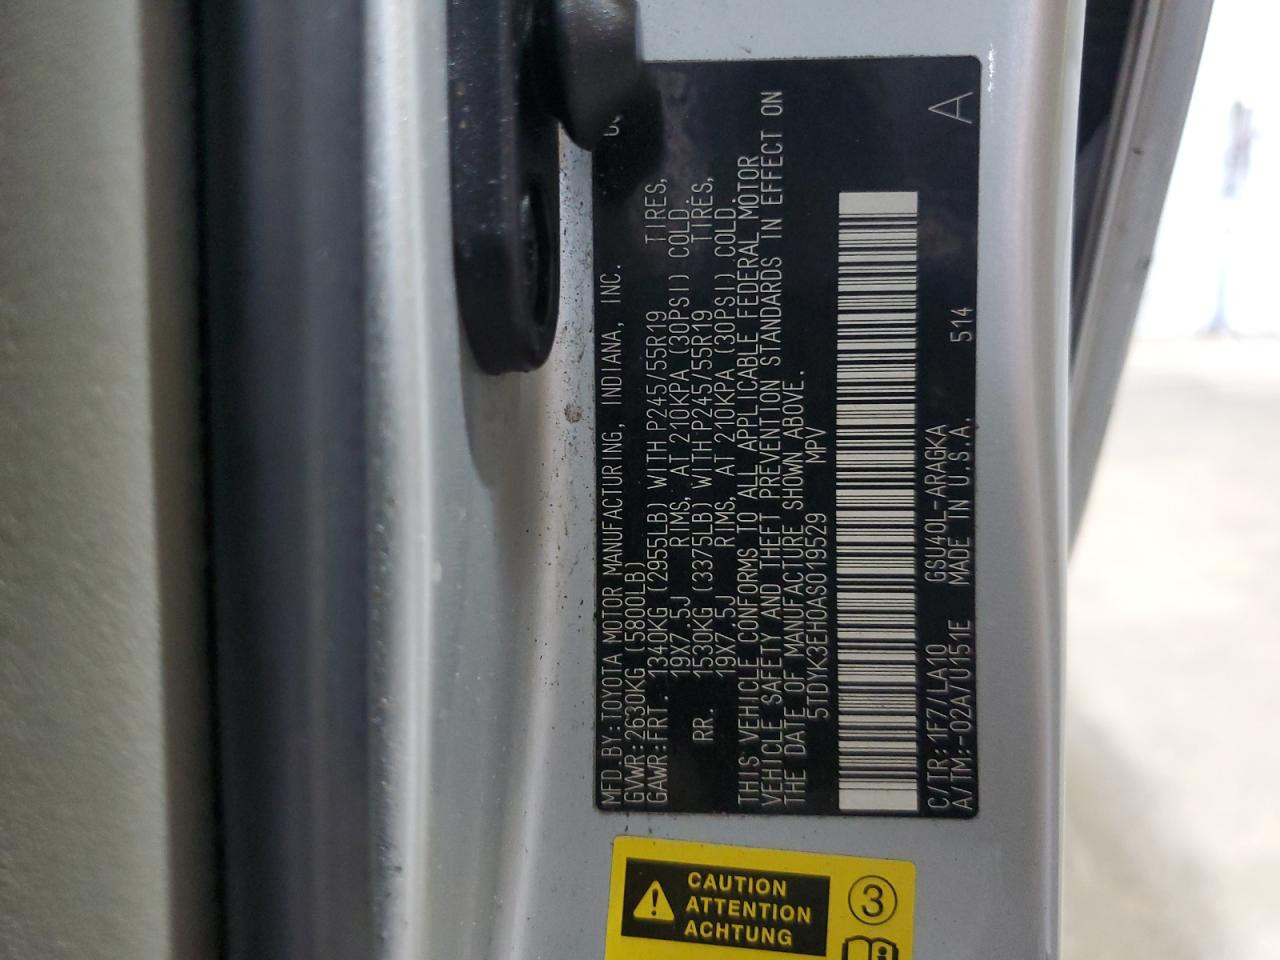 MFD.BY:TOYOTA MOTOR MANUFACTURING, INDIANA, INC.
GVWR:2630KG (5800LB)
GAWR:FRT. 1340KG (2955LB) WITH P245/55R19 TIRES,
19X7.5J RIMS, AT 210KPA (30PSI) COLD.
RR. 1530KG (3375LB) WITH P245/55R19 TIRES,
19X7.5J RIMS, AT 210KPA (30PSI) COLD.
THIS VEHICLE CONFORMS TO ALL APPLICABLE FEDERAL MOTOR
VEHICLE SAFETY AND THEFT PREVENTION STANDARDS IN EFFECT ON
THE DATE OF MANUFACTURE SHOWN ABOVE.
5TDYK3EH0AS019529 MPV
C/TR:1F7/LA10 GSU40L-ARAGKA A
A/TM:-02A/U151E MADE IN U.S.A. 514
CAUTION
ATTENTION
ACHTUNG
3